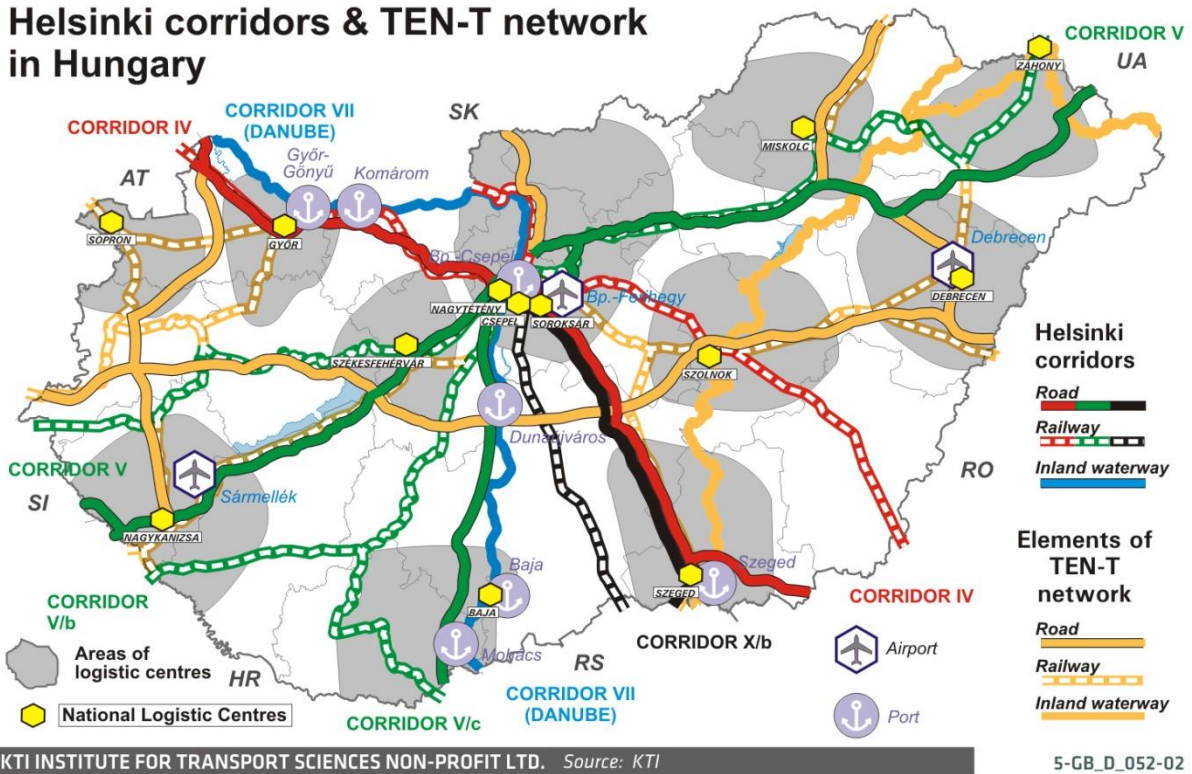 Helsinki corridors & TEN-T network
in Hungary
CORRIDOR V
UA
ZÁHONY
SK
CORRIDOR VII
(DANUBE)
CORRIDOR IV
Győr-
Gönyű
Komárom
AT
MISKOLC
SOPRON
GYŐR
Debrecen
DEBRECEN
Bp.-Csepel
Bp.-Ferihegy
NAGYTÉTÉNY
CSEPEL
SOROKSÁR
SZÉKESFEHÉRVÁR
SZOLNOK
Dunaújváros
CORRIDOR V
SI
Sármellék
NAGYKANIZSA
RO
Baja
BAJA
Szeged
SZEGED
Mohács
CORRIDOR
V/b
HR
RS
CORRIDOR IV
CORRIDOR X/b
CORRIDOR VII
(DANUBE)
CORRIDOR V/c
Areas of
logistic centres
National Logistic Centres
Airport
Port
Helsinki
corridors
Road
Railway
Inland waterway
Elements of
TEN-T
network
Road
Railway
Inland waterway
KTI INSTITUTE FOR TRANSPORT SCIENCES NON-PROFIT LTD. Source: KTI
5-GB_D_052-02